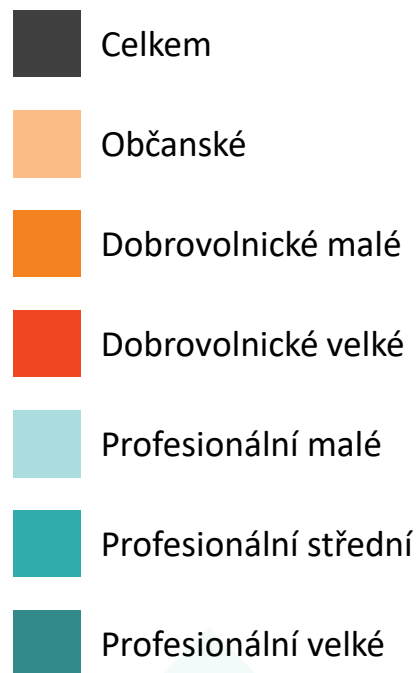 Celkem
Občanské
Dobrovolnické malé
Dobrovolnické velké
Profesionální malé
Profesionální střední
Profesionální velké